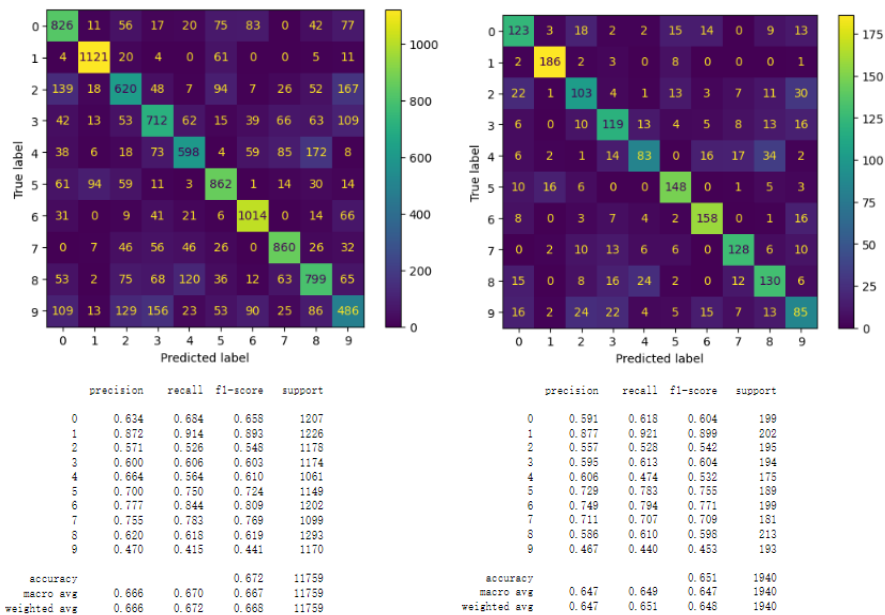 0 826 11 56 17 20 75 83 0 42 77
1 4 1121 20 4 0 61 0 0 5 11
2 139 18 620 48 7 94 7 26 52 167
3 42 13 53 712 62 15 39 66 63 109
4 38 6 18 73 598 4 59 85 172 8
5 61 94 59 11 3 862 1 14 30 14
6 31 0 9 41 21 6 1014 0 14 66
7 0 7 46 56 46 26 0 860 26 32
8 53 2 75 68 120 36 12 63 799 65
9 109 13 129 156 23 53 90 25 86 486
0 1 2 3 4 5 6 7 8 9
Predicted label
True label
1000
800
600
400
200
0
0 123 3 18 2 2 15 14 0 9 13
1 2 186 2 3 0 8 0 0 0 1
2 22 1 103 4 1 13 3 7 11 30
3 6 0 10 119 13 4 5 8 13 16
4 6 2 1 14 83 0 16 17 34 2
5 10 16 6 0 0 148 0 1 5 3
6 8 0 3 7 4 2 158 0 1 16
7 0 2 10 13 6 6 0 128 6 10
8 15 0 8 16 24 2 0 12 130 6
9 16 2 24 22 4 5 15 7 13 85
0 1 2 3 4 5 6 7 8 9
Predicted label
True label
175
150
125
100
75
50
25
0
precision recall f1-score support
0 0.634 0.684 0.658 1207
1 0.872 0.914 0.893 1226
2 0.571 0.526 0.548 1178
3 0.600 0.606 0.603 1174
4 0.664 0.564 0.610 1061
5 0.700 0.750 0.724 1149
6 0.777 0.844 0.809 1202
7 0.755 0.783 0.769 1099
8 0.620 0.618 0.619 1293
9 0.470 0.415 0.441 1170
accuracy 0.672 11759
macro avg 0.666 0.670 0.667 11759
weighted avg 0.666 0.672 0.668 11759
precision recall f1-score support
0 0.591 0.618 0.604 199
1 0.877 0.921 0.899 202
2 0.557 0.528 0.542 195
3 0.595 0.613 0.604 194
4 0.606 0.474 0.532 175
5 0.729 0.783 0.755 189
6 0.749 0.794 0.771 199
7 0.711 0.707 0.709 181
8 0.586 0.610 0.598 213
9 0.467 0.440 0.453 193
accuracy 0.651 1940
macro avg 0.647 0.649 0.647 1940
weighted avg 0.647 0.651 0.648 1940